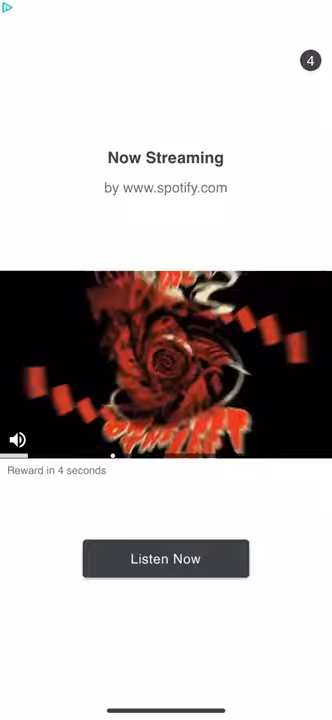 4
Now Streaming
by www.spotify.com
Reward in 4 seconds
Listen Now